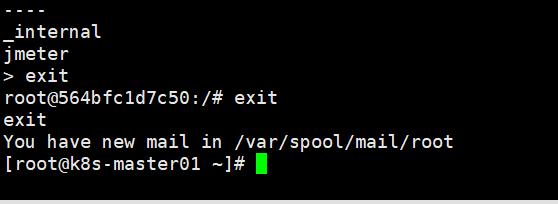 ----
_internal
jmeter
> exit
root@564bfc1d7c50:/# exit
exit
You have new mail in /var/spool/mail/root
[root@k8s-master01 ~]#